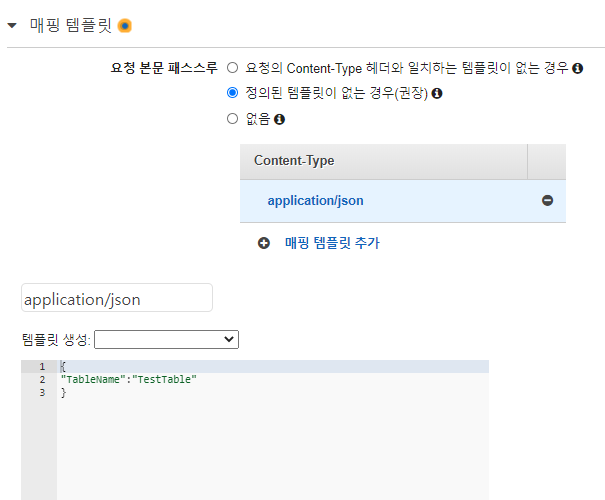 매핑 템플릿
요청 본문 패스스루 요청의 Content-Type 헤더와 일치하는 템플릿이 없는 경우
정의된 템플릿이 없는 경우(권장)
없음
Content-Type
application/json
매핑 템플릿 추가
application/json
템플릿 생성:
1 {
2 "TableName":"TestTable"
3 }